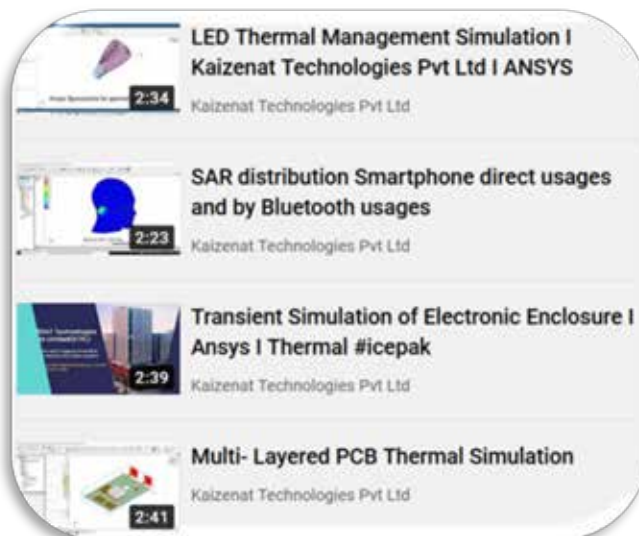 LED Thermal Management Simulation I
Kaizenat Technologies Pvt Ltd I ANSYS
2:34
Kaizenat Technologies Pvt Ltd
SAR distribution Smartphone direct usages
and by Bluetooth usages
2:23
Kaizenat Technologies Pvt Ltd
Transient Simulation of Electronic Enclosure I
Ansys I Thermal #icepak
2:39
Kaizenat Technologies Pvt Ltd
Multi- Layered PCB Thermal Simulation
2:41
Kaizenat Technologies Pvt Ltd